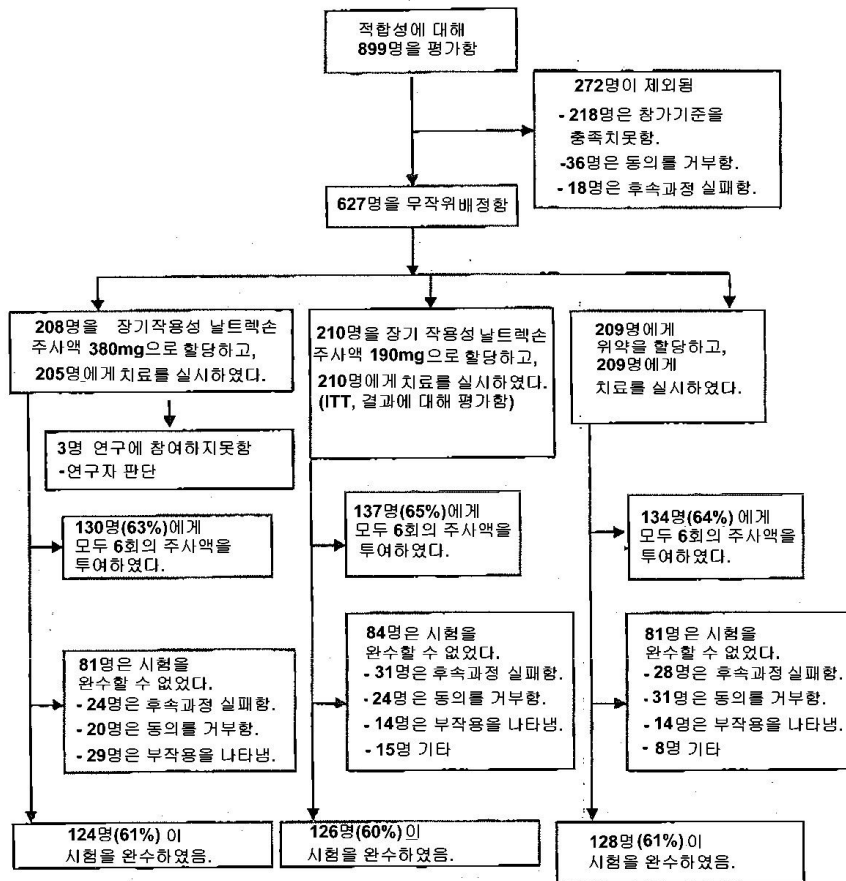 적합성에 대해
899명을 평가함
272명이 제외됨
- 218명은 참가기준을
충족치못함.
-36명은 동의를 거부함.
- 18명은 후속과정 실패함.
627명을 무작위배정함
208명을 장기작용성 날트렉손
주사액 380mg으로 할당하고,
205명에게 치료를 실시하였다.
210명을 장기 작용성 날트렉손
주사액 190mg으로 할당하고,
210명에게 치료를 실시하였다.
(ITT, 결과에 대해 평가함)
209명에게
위약을 할당하고,
209명에게
치료를 실시하였다.
3명 연구에 참여하지못함
-연구자 판단
130명(63%)에게
모두 6회의 주사액을
투여하였다.
137명(65%)에게
모두 6회의 주사액을
투여하였다.
134명(64%)에게
모두 6회의 주사액을
투여하였다.
81명은 시험을
완수할 수 없었다.
- 24명은 후속과정 실패함.
- 20명은 동의를 거부함.
- 29명은 부작용을 나타냄.
84명은 시험을
완수할 수 없었다.
- 31명은 후속과정 실패함.
- 24명은 동의를 거부함.
- 14명은 부작용을 나타냄.
- 15명 기타
81명은 시험을
완수할 수 없었다.
- 28명은 후속과정 실패함.
- 31명은 동의를 거부함.
- 14명은 부작용을 나타냄.
- 8명 기타
124명(61%) 이
시험을 완수하였음.
126명(60%) 이
시험을 완수하였음.
128명(61%) 이
시험을 완수하였음.